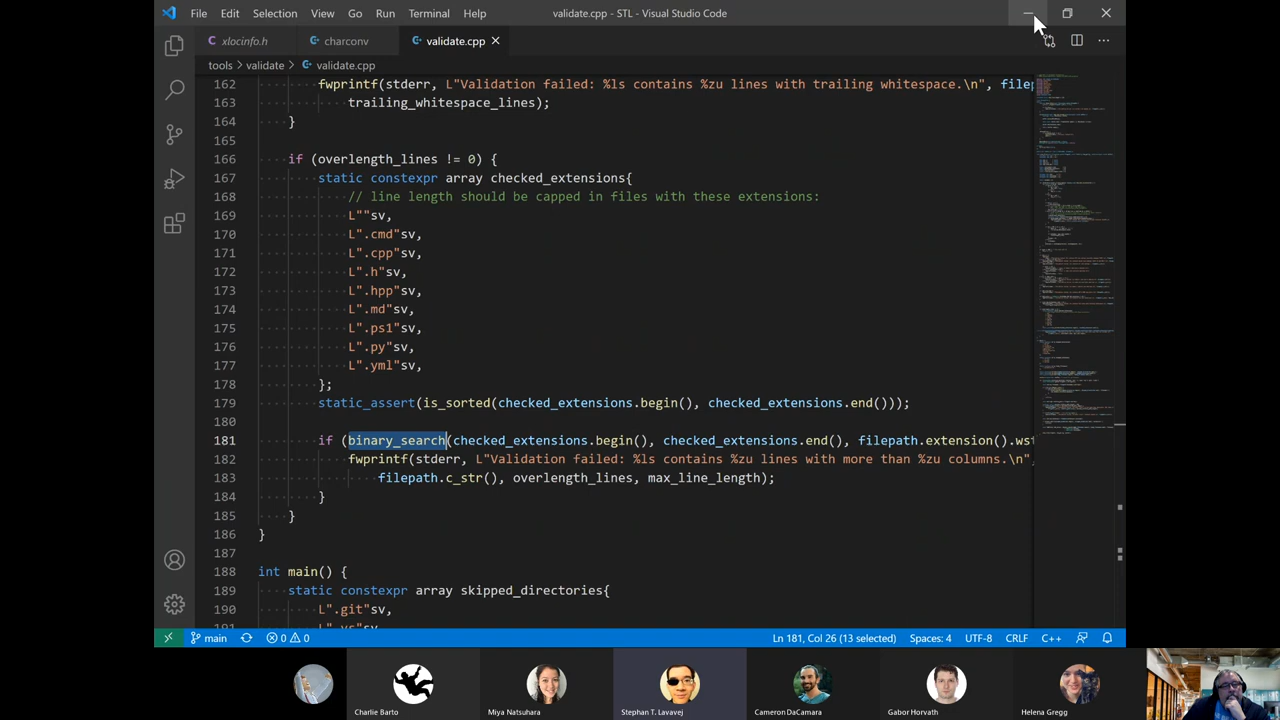 File Edit Selection View Go Run Terminal Help validate.cpp - STL - Visual Studio Code
xlocinfo.h charconv validate.cpp
tools > validate > validate.cpp
162 fwprintf(stderr, L"Validation failed: %ls contains %zu lines with trailing whitespace.\n", filep
163 trailing_whitespace_lines);
164 }
165
166 if (overlength_lines != 0) {
167 static constexpr array checked_extensions{
168 // line length should be capped in files with these extensions:
169 L""sv,
170 L".cmd"sv,
171 L".cpp"sv,
172 L".h"sv,
173 L".hpp"sv,
174 L".md"sv,
175 L".ps1"sv,
176 L".py"sv,
177 L".yml"sv,
178 };
179 static_assert(is_sorted(checked_extensions.begin(), checked_extensions.end()));
180
181 if (binary_search(checked_extensions.begin(), checked_extensions.end(), filepath.extension().wst
182 fwprintf(stderr, L"Validation failed: %ls contains %zu lines with more than %zu columns.\n",
183 filepath.c_str(), overlength_lines, max_line_length);
184 }
185 }
186 }
187
188 int main() {
189 static constexpr array skipped_directories{
190 L".git"sv,
191 L".vs"sv,
main 0 0 Ln 181, Col 26 (13 selected) Spaces: 4 UTF-8 CRLF C++
Charlie Barto Miya Natsuhara Stephan T. Lavavej Cameron DaCamara Gabor Horvath Helena Gregg